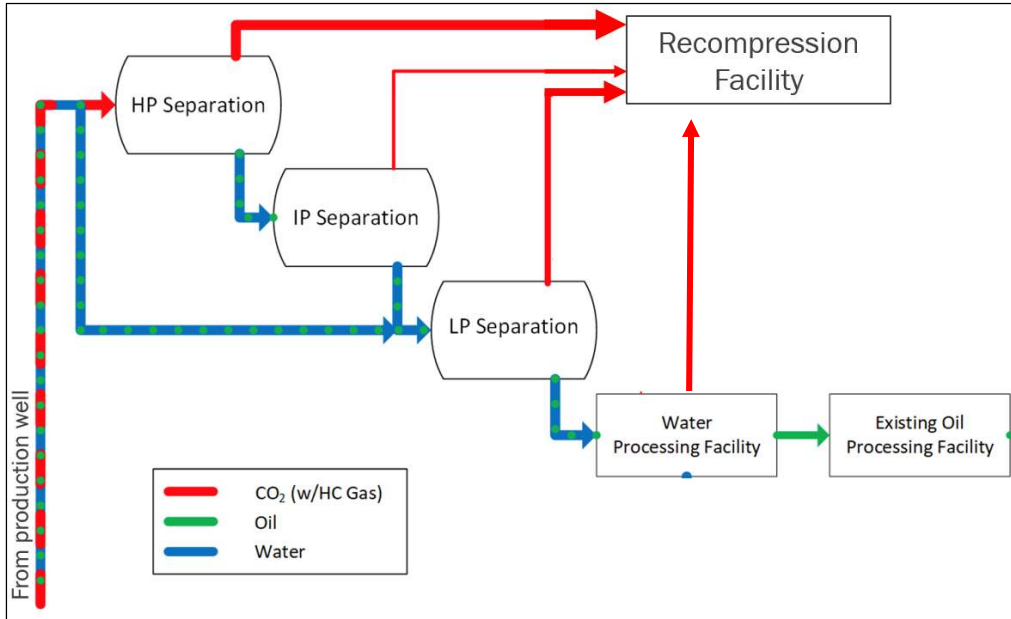 Recompression
Facility
HP Separation
IP Separation
LP Separation
Water
Processing Facility
Existing Oil
Processing Facility
From production well
CO₂ (w/HC Gas)
Oil
Water